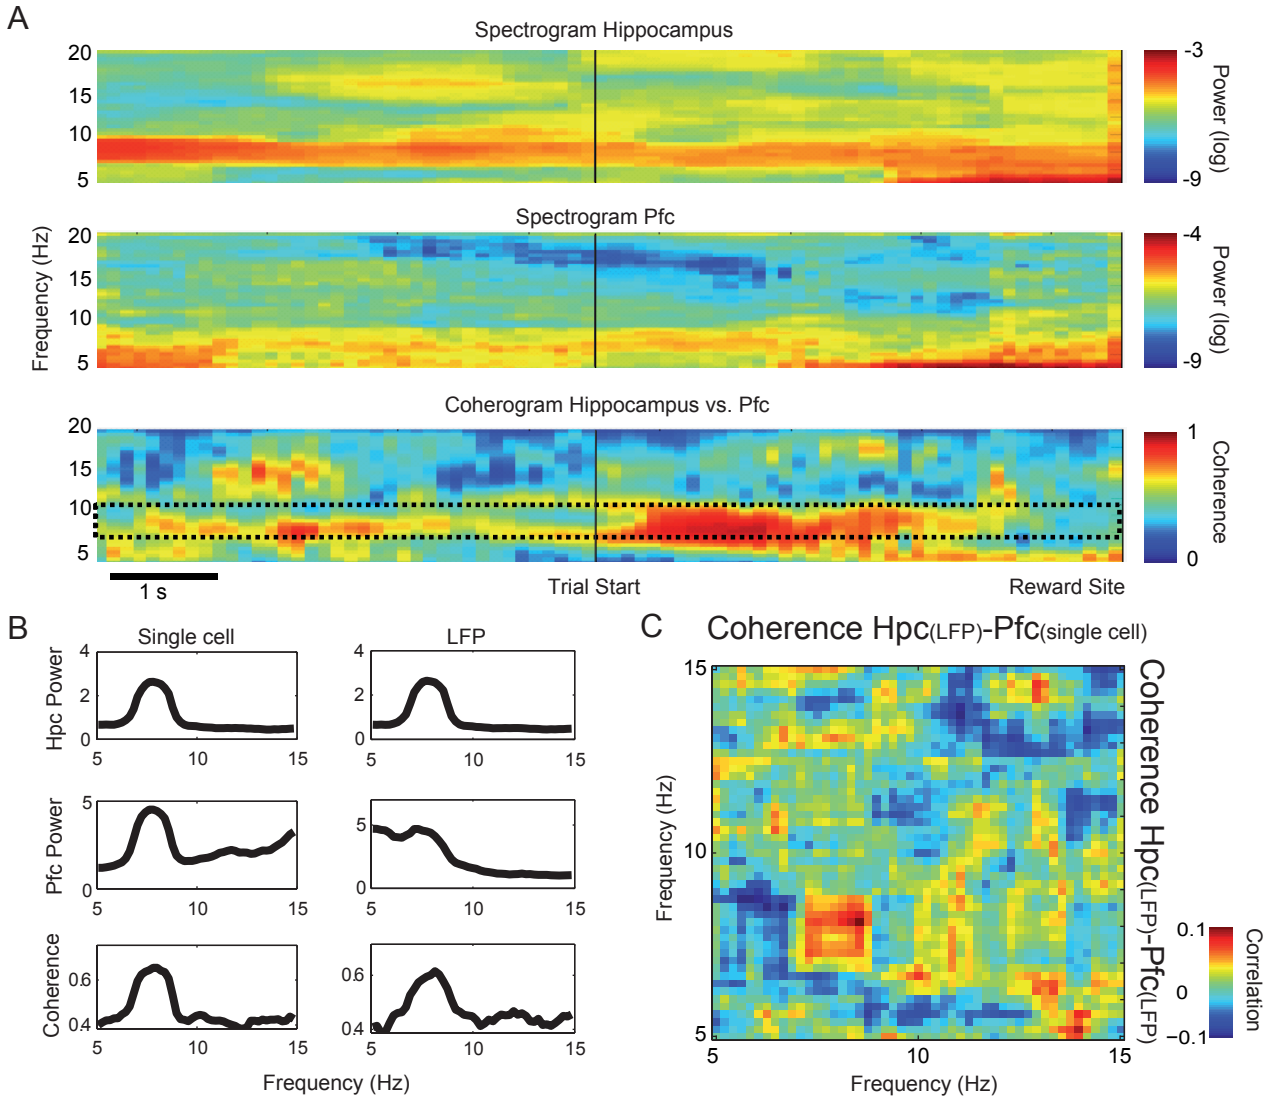 A
Spectrogram Hippocampus
20
15
10
5
-3
-9
Power (log)
Spectrogram Pfc
20
15
10
5
-4
-9
Power (log)
Frequency (Hz)
Coherogram Hippocampus vs. Pfc
20
15
10
5
1
0
Coherence
1 s
Trial Start
Reward Site
B
Single cell
LFP
Hpc Power
4
2
0
5
10
15
4
2
0
5
10
15
Pfc Power
5
0
5
10
15
5
0
5
10
15
Coherence
0.6
0.4
5
10
15
0.6
0.4
5
10
15
Frequency (Hz)
C
Coherence Hpc(LFP)-Pfc(single cell)
15
10
5
Frequency (Hz)
5
10
15
Frequency (Hz)
Coherence Hpc(LFP)-Pfc(LFP)
0.1
0
−0.1
Correlation